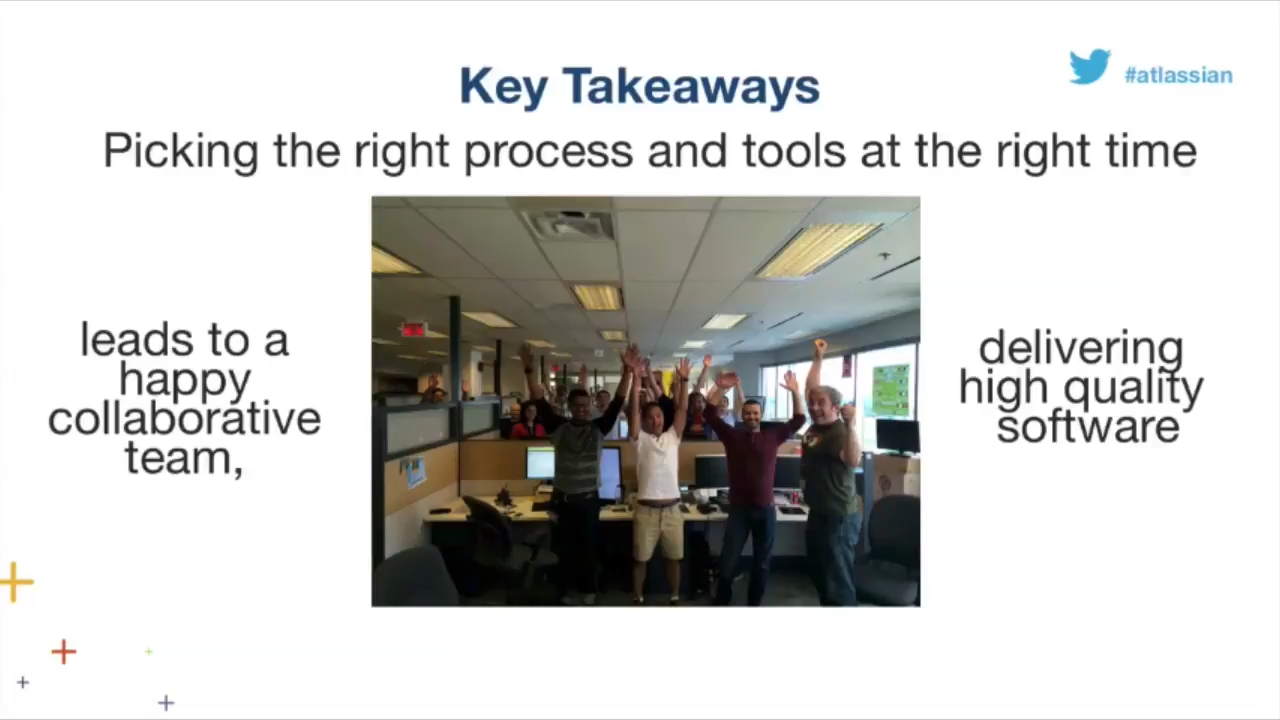 Key Takeaways
#atlassian
Picking the right process and tools at the right time
leads to a
happy
collaborative
team,
delivering
high quality
software